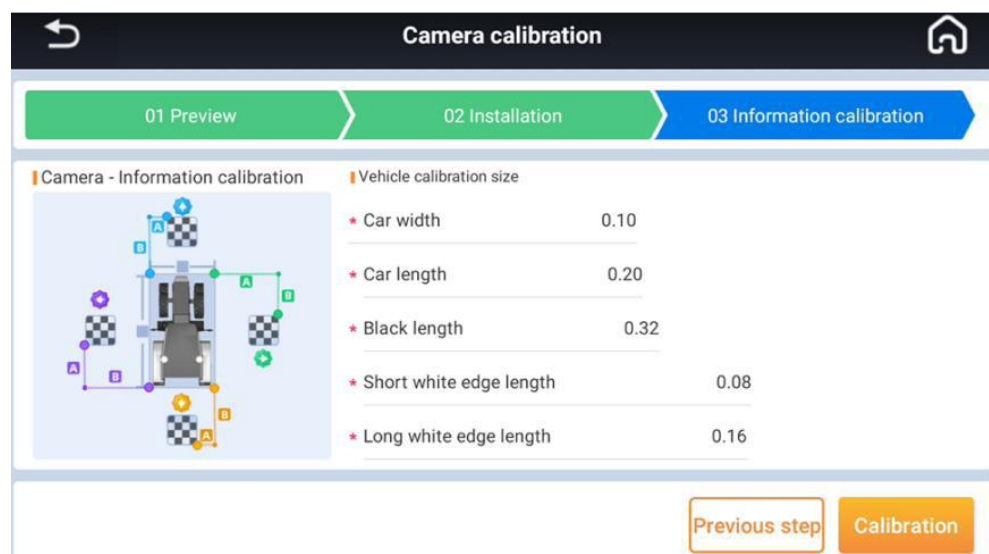 Camera calibration
01 Preview
02 Installation
03 Information calibration
Camera - Information calibration
A
B
A
B
A
B
B
A
Vehicle calibration size
* Car width 0.10
* Car length 0.20
* Black length 0.32
* Short white edge length 0.08
* Long white edge length 0.16
Previous step
Calibration